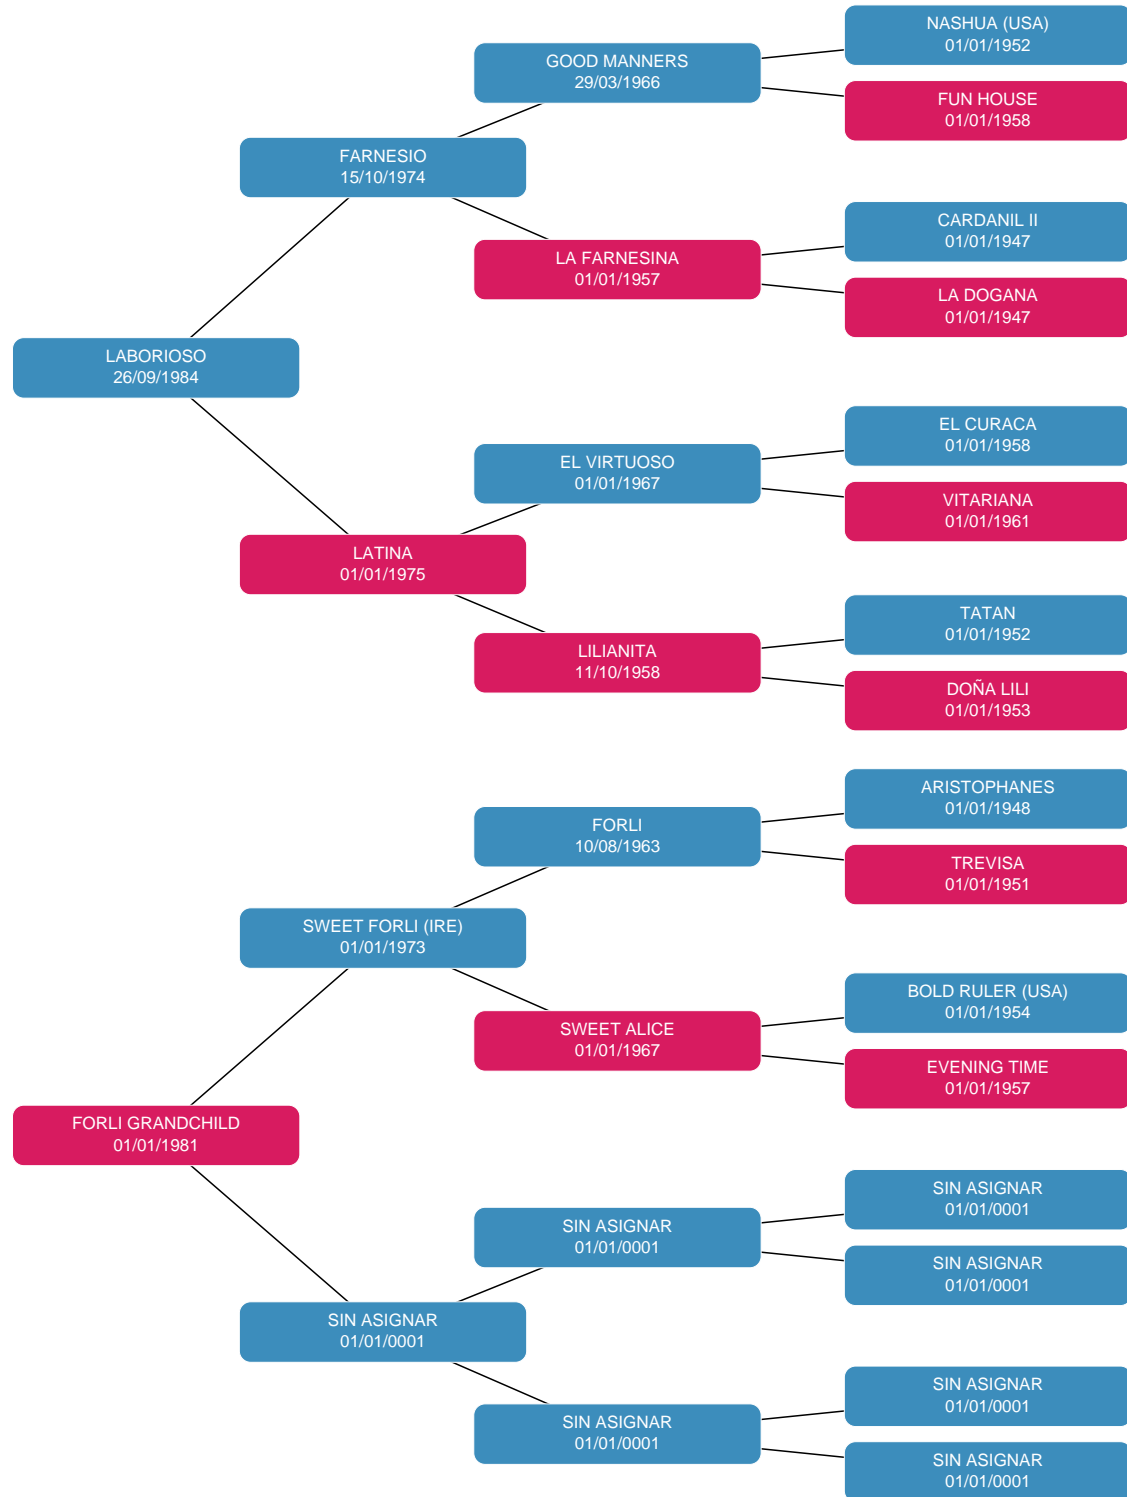 NASHUA (USA)
01/01/1952
GOOD MANNERS
29/03/1966
FUN HOUSE
01/01/1958
FARNESIO
15/10/1974
CARDANIL II
01/01/1947
LA FARNESINA
01/01/1957
LA DOGANA
01/01/1947
LABORIOSO
26/09/1984
EL CURACA
01/01/1958
EL VIRTUOSO
01/01/1967
VITARIANA
01/01/1961
LATINA
01/01/1975
TATAN
01/01/1952
LILIANITA
11/10/1958
DOÑA LILI
01/01/1953
ARISTOPHANES
01/01/1948
FORLI
10/08/1963
TREVISA
01/01/1951
SWEET FORLI (IRE)
01/01/1973
BOLD RULER (USA)
01/01/1954
SWEET ALICE
01/01/1967
EVENING TIME
01/01/1957
FORLI GRANDCHILD
01/01/1981
SIN ASIGNAR
01/01/0001
SIN ASIGNAR
01/01/0001
SIN ASIGNAR
01/01/0001
SIN ASIGNAR
01/01/0001
SIN ASIGNAR
01/01/0001
SIN ASIGNAR
01/01/0001
SIN ASIGNAR
01/01/0001